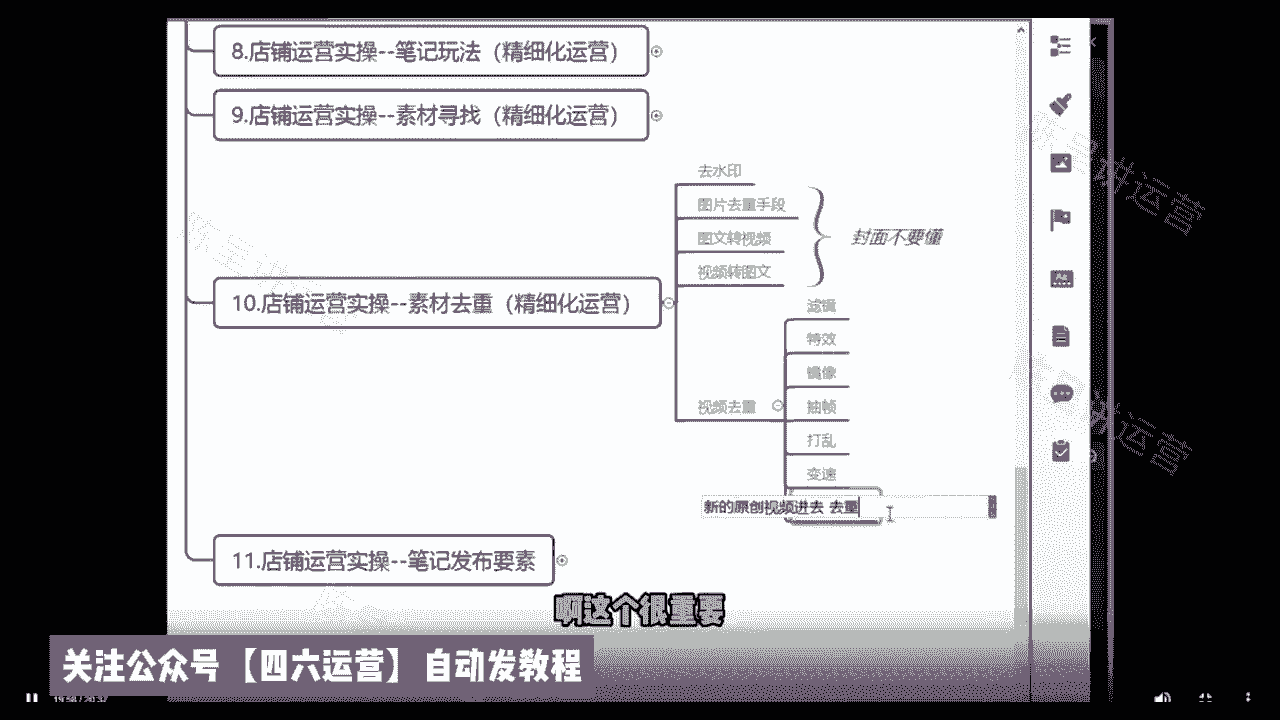 8.店铺运营实操--笔记玩法（精细化运营）
9.店铺运营实操--素材寻找（精细化运营）
去水印
图片去重手段
图文转视频
视频转图文
封面不要懂
10.店铺运营实操--素材去重（精细化运营）
滤镜
特效
镜像
视频去重
抽帧
打乱
变速
新的原创视频进去 去重
11.店铺运营实操--笔记发布要素
啊这个很重要
关注公众号 【四六运营】 自动发教程
讲运营
讲运营